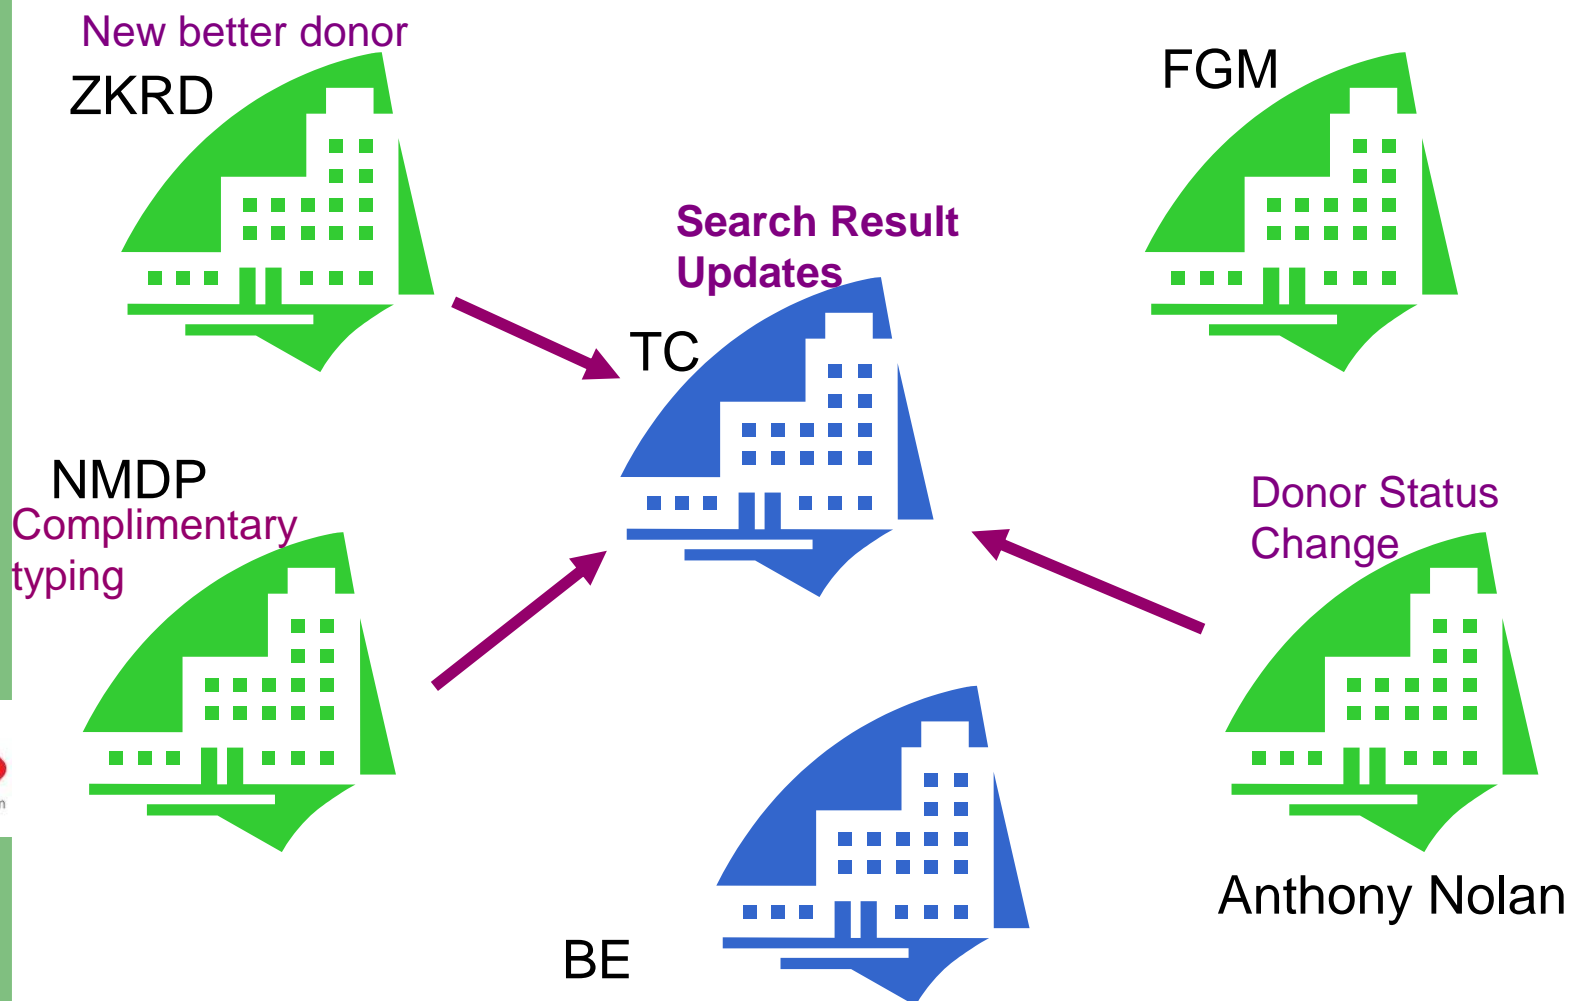 New better donor
ZKRD
FGM
Search Result
Updates
TC
NMDP
Complimentary
typing
Donor Status
Change
Anthony Nolan
BE